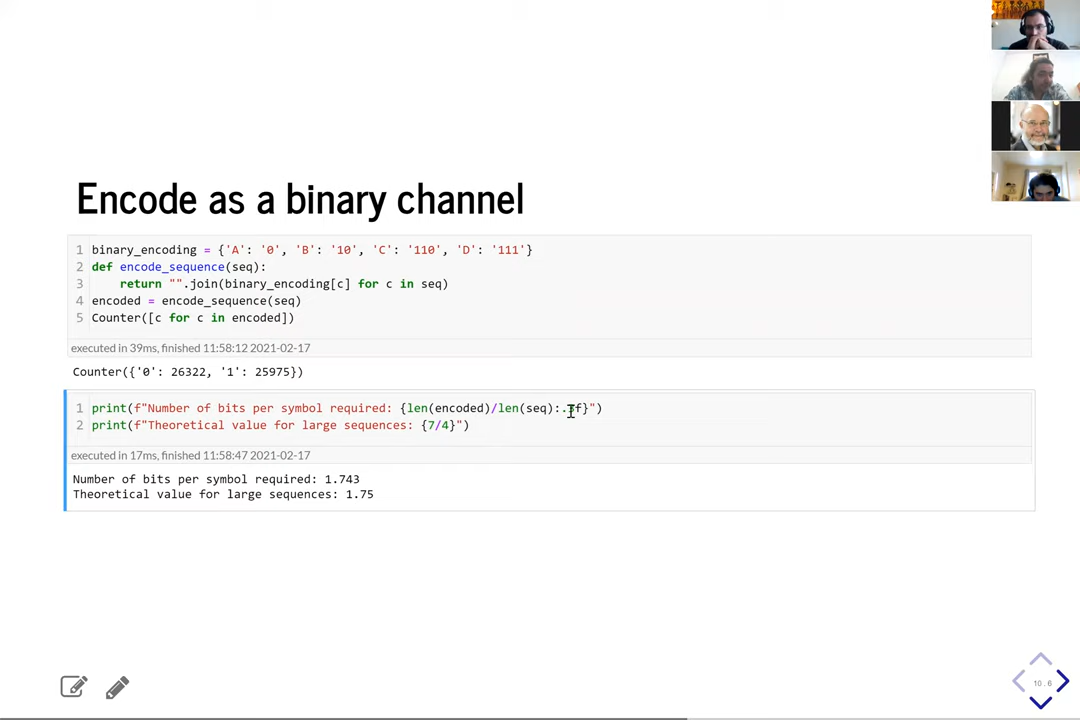 Encode as a binary channel
1 binary_encoding = {'A': '0', 'B': '10', 'C': '110', 'D': '111'}
2 def encode_sequence(seq):
3 return "".join(binary_encoding[c] for c in seq)
4 encoded = encode_sequence(seq)
5 Counter([c for c in encoded])
executed in 39ms, finished 11:58:12 2021-02-17
Counter({'0': 26322, '1': 25975})
1 print(f"Number of bits per symbol required: {len(encoded)/len(seq):.3f}")
2 print(f"Theoretical value for large sequences: {7/4}")
executed in 17ms, finished 11:58:47 2021-02-17
Number of bits per symbol required: 1.743
Theoretical value for large sequences: 1.75
10.6